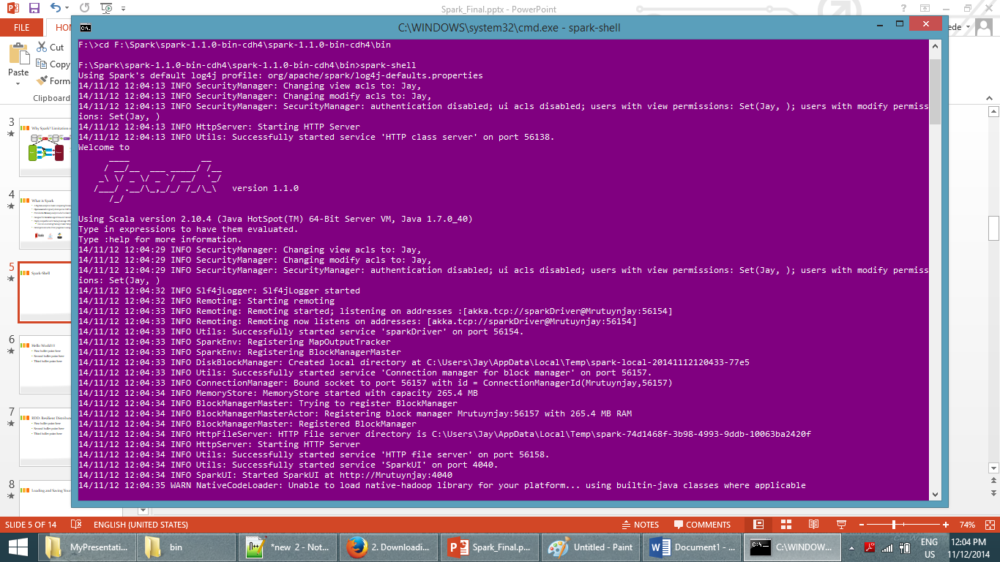 Spark_Final.pptx - PowerPoint
FILE
HO
ede
Cut
Copy
Form
Paste
Clipboard
C:\WINDOWS\system32\cmd.exe - spark-shell
F:\>cd F:\Spark\spark-1.1.0-bin-cdh4\spark-1.1.0-bin-cdh4\bin
F:\Spark\spark-1.1.0-bin-cdh4\spark-1.1.0-bin-cdh4\bin>spark-shell
Using Spark's default log4j profile: org/apache/spark/log4j-defaults.properties
14/11/12 12:04:13 INFO SecurityManager: Changing view acls to: Jay,
14/11/12 12:04:13 INFO SecurityManager: Changing modify acls to: Jay,
14/11/12 12:04:13 INFO SecurityManager: SecurityManager: authentication disabled; ui acls disabled; users with view permissions: Set(Jay, ); users with modify permiss
ions: Set(Jay, )
14/11/12 12:04:13 INFO HttpServer: Starting HTTP Server
14/11/12 12:04:13 INFO Utils: Successfully started service 'HTTP class server' on port 56138.
Welcome to
Spark
version 1.1.0
Using Scala version 2.10.4 (Java HotSpot(TM) 64-Bit Server VM, Java 1.7.0_40)
Type in expressions to have them evaluated.
Type :help for more information.
14/11/12 12:04:29 INFO SecurityManager: Changing view acls to: Jay,
14/11/12 12:04:29 INFO SecurityManager: Changing modify acls to: Jay,
14/11/12 12:04:29 INFO SecurityManager: SecurityManager: authentication disabled; ui acls disabled; users with view permissions: Set(Jay, ); users with modify permiss
ions: Set(Jay, )
14/11/12 12:04:32 INFO Slf4jLogger: Slf4jLogger started
14/11/12 12:04:32 INFO Remoting: Starting remoting
14/11/12 12:04:33 INFO Remoting: Remoting started; listening on addresses :[akka.tcp://sparkDriver@Mrutuynjay:56154]
14/11/12 12:04:33 INFO Remoting: Remoting now listens on addresses: [akka.tcp://sparkDriver@Mrutuynjay:56154]
14/11/12 12:04:33 INFO Utils: Successfully started service 'sparkDriver' on port 56154.
14/11/12 12:04:33 INFO SparkEnv: Registering MapOutputTracker
14/11/12 12:04:33 INFO SparkEnv: Registering BlockManagerMaster
14/11/12 12:04:33 INFO DiskBlockManager: Created local directory at C:\Users\Jay\AppData\Local\Temp\spark-local-20141112120433-77e5
14/11/12 12:04:33 INFO Utils: Successfully started service 'Connection manager for block manager' on port 56157.
14/11/12 12:04:33 INFO ConnectionManager: Bound socket to port 56157 with id = ConnectionManagerId(Mrutuynjay,56157)
14/11/12 12:04:34 INFO MemoryStore: MemoryStore started with capacity 265.4 MB
14/11/12 12:04:34 INFO BlockManagerMaster: Trying to register BlockManager
14/11/12 12:04:34 INFO BlockManagerMasterActor: Registering block manager Mrutuynjay:56157 with 265.4 MB RAM
14/11/12 12:04:34 INFO BlockManagerMaster: Registered BlockManager
14/11/12 12:04:34 INFO HttpFileServer: HTTP File server directory is C:\Users\Jay\AppData\Local\Temp\spark-74d1468f-3b98-4993-9ddb-10063ba2420f
14/11/12 12:04:34 INFO HttpServer: Starting HTTP Server
14/11/12 12:04:34 INFO Utils: Successfully started service 'HTTP file server' on port 56158.
14/11/12 12:04:34 INFO Utils: Successfully started service 'SparkUI' on port 4040.
14/11/12 12:04:34 INFO SparkUI: Started SparkUI at http://Mrutuynjay:4040
14/11/12 12:04:35 WARN NativeCodeLoader: Unable to load native-hadoop library for your platform... using builtin-java classes where applicable
3
Why Spark? Limitation o
4
What is Spark
5
Spark-Shell
6
Hello World!!!
First bullet point here
Second bullet point here
Third bullet point here
7
RDD: Resilient Distribut
First bullet point here
Second bullet point here
Third bullet point here
8
Loading and Saving Your
SLIDE 5 OF 14
ENGLISH (UNITED STATES)
NOTES
COMMENTS
74%
MyPresentati...
bin
*new 2 - Not...
2. Downloadi...
Spark_Final.p...
Untitled - Paint
Document1 - ...
C:\WINDOW...
ENG
US
12:04 PM
11/12/2014